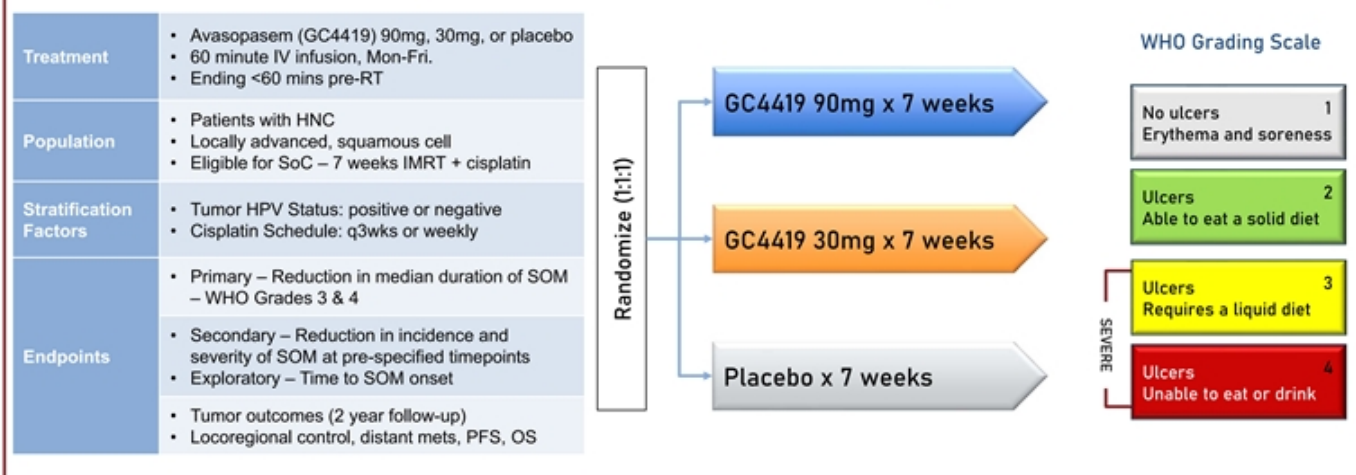 Treatment
• Avasopasem (GC4419) 90mg, 30mg, or placebo
• 60 minute IV infusion, Mon-Fri.
• Ending <60 mins pre-RT
Population
• Patients with HNC
• Locally advanced, squamous cell
• Eligible for SoC – 7 weeks IMRT + cisplatin
Stratification
Factors
• Tumor HPV Status: positive or negative
• Cisplatin Schedule: q3wks or weekly
Endpoints
• Primary – Reduction in median duration of SOM
– WHO Grades 3 & 4
• Secondary – Reduction in incidence and
severity of SOM at pre-specified timepoints
• Exploratory – Time to SOM onset
• Tumor outcomes (2 year follow-up)
• Locoregional control, distant mets, PFS, OS
Randomize (1:1:1)
GC4419 90mg x 7 weeks
GC4419 30mg x 7 weeks
Placebo x 7 weeks
WHO Grading Scale
No ulcers 1
Erythema and soreness
Ulcers 2
Able to eat a solid diet
SEVERE
Ulcers 3
Requires a liquid diet
Ulcers 4
Unable to eat or drink